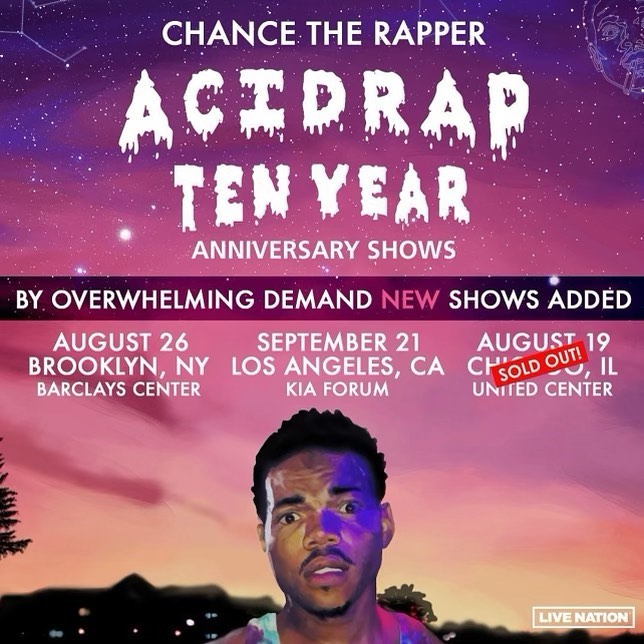 CHANCE THE RAPPER
ACIDRAP
TEN YEAR
ANNIVERSARY SHOWS
BY OVERWHELMING DEMAND NEW SHOWS ADDED
AUGUST 26
BROOKLYN, NY
BARCLAYS CENTER
SEPTEMBER 21
LOS ANGELES, CA
KIA FORUM
AUGUST 19
SOLD OUT!
IL
UNITED CENTER
LIVE NATION